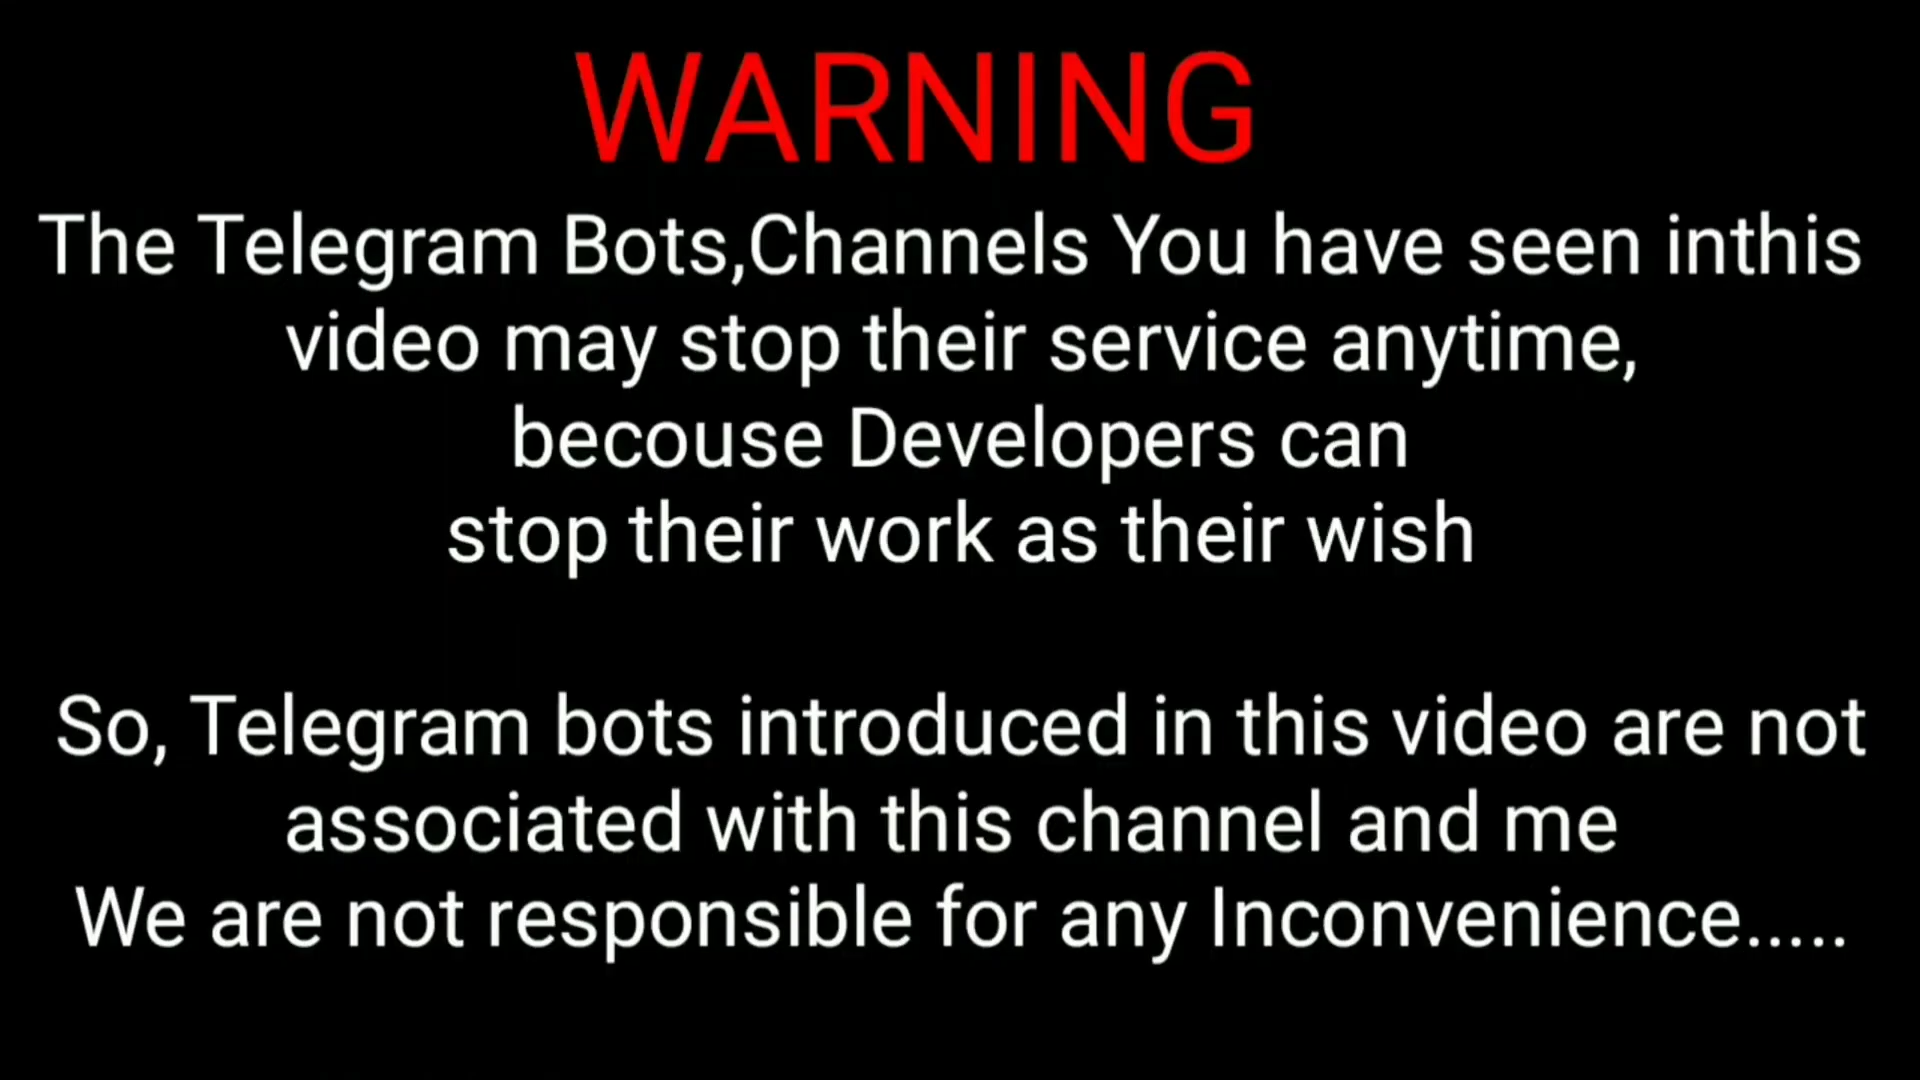 WARNING
The Telegram Bots,Channels You have seen inthis
video may stop their service anytime,
becouse Developers can
stop their work as their wish
So, Telegram bots introduced in this video are not
associated with this channel and me
We are not responsible for any Inconvenience.....